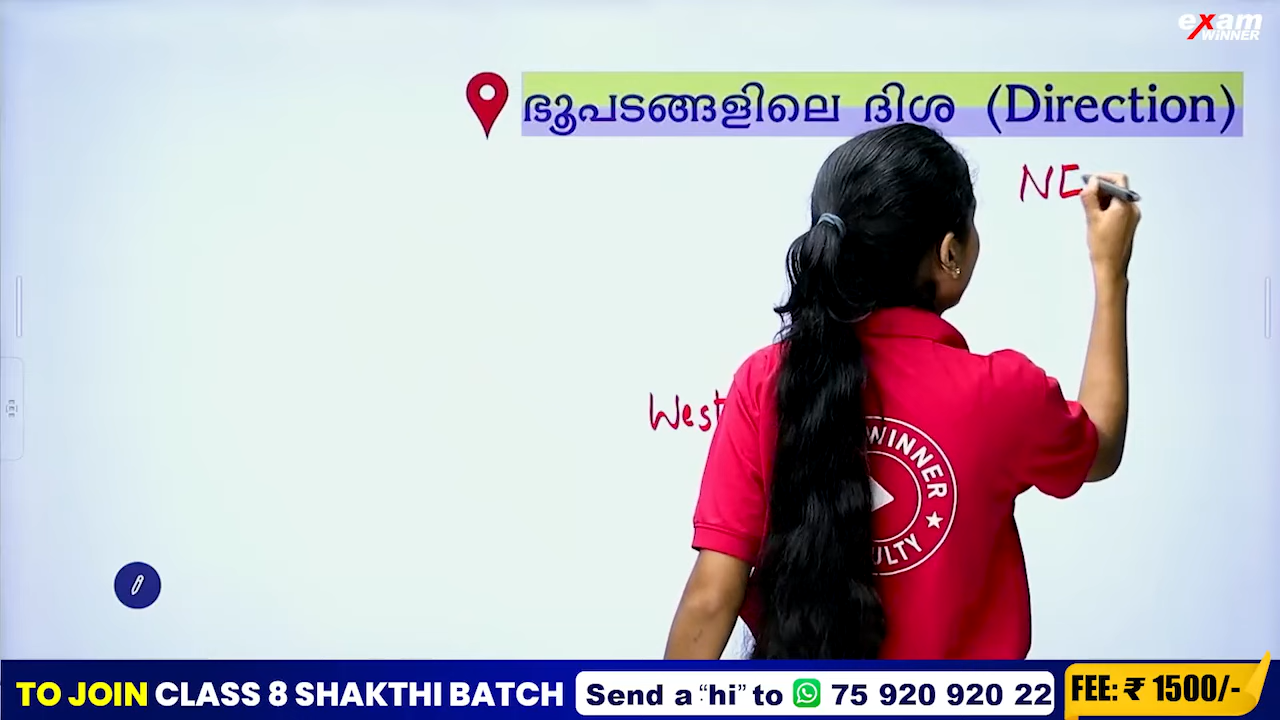 exam
WINNER
ഭൂപടങ്ങളിലെ ദിശ (Direction)
West
WINNER
ULTY
TO JOIN CLASS 8 SHAKTHI BATCH
Send a “hi” to 75 920 920 22
FEE: ₹ 1500/-